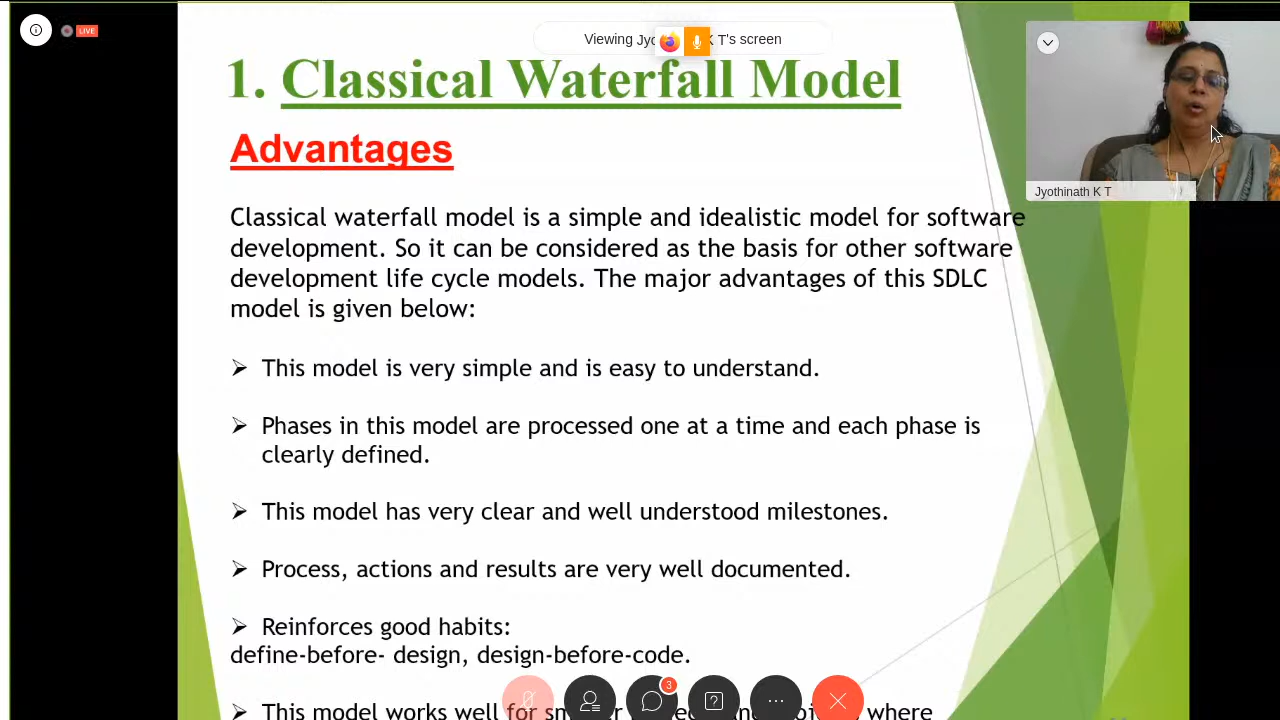 LIVE
Viewing Jyo K T's screen
1. Classical Waterfall Model
Jyothinath K T
Advantages
Classical waterfall model is a simple and idealistic model for software
development. So it can be considered as the basis for other software
development life cycle models. The major advantages of this SDLC
model is given below:
➢ This model is very simple and is easy to understand.
➢ Phases in this model are processed one at a time and each phase is
clearly defined.
➢ This model has very clear and well understood milestones.
➢ Process, actions and results are very well documented.
➢ Reinforces good habits:
define-before- design, design-before-code.
3
➢ This model works well for where